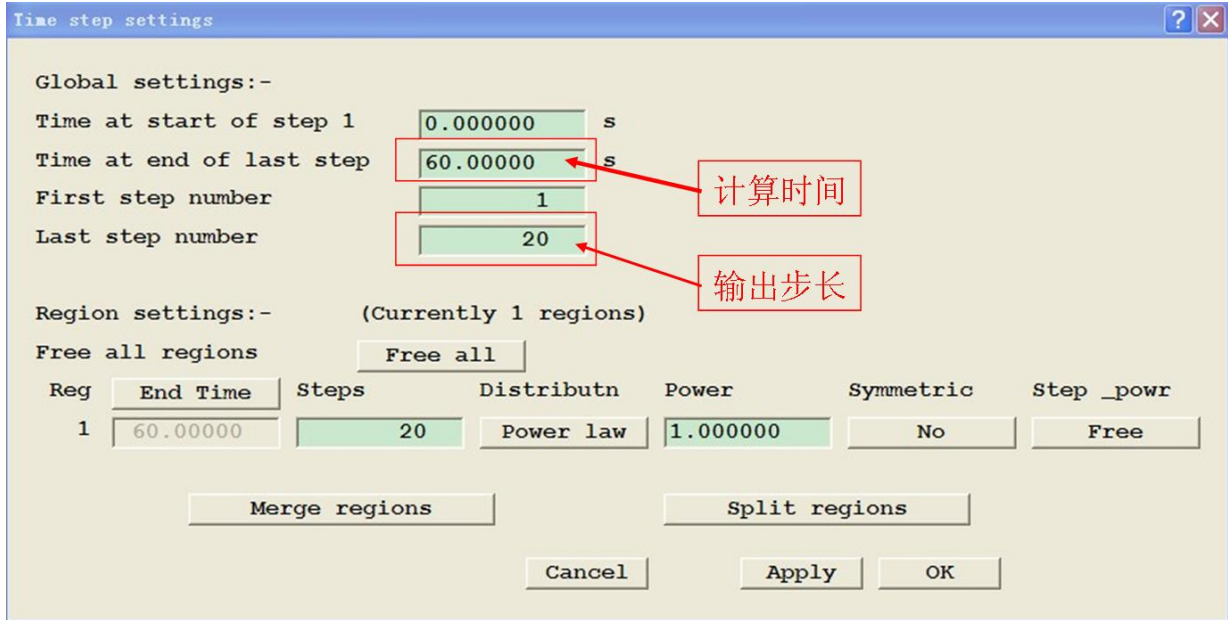 Time step settings
Global settings:-
Time at start of step 1 0.000000 s
Time at end of last step 60.00000 s
计算时间
First step number 1
Last step number 20
输出步长
Region settings:- (Currently 1 regions)
Free all regions Free all
Reg End Time Steps Distributn Power Symmetric Step _powr
1 60.00000 20 Power law 1.000000 No Free
Merge regions Split regions
Cancel Apply OK